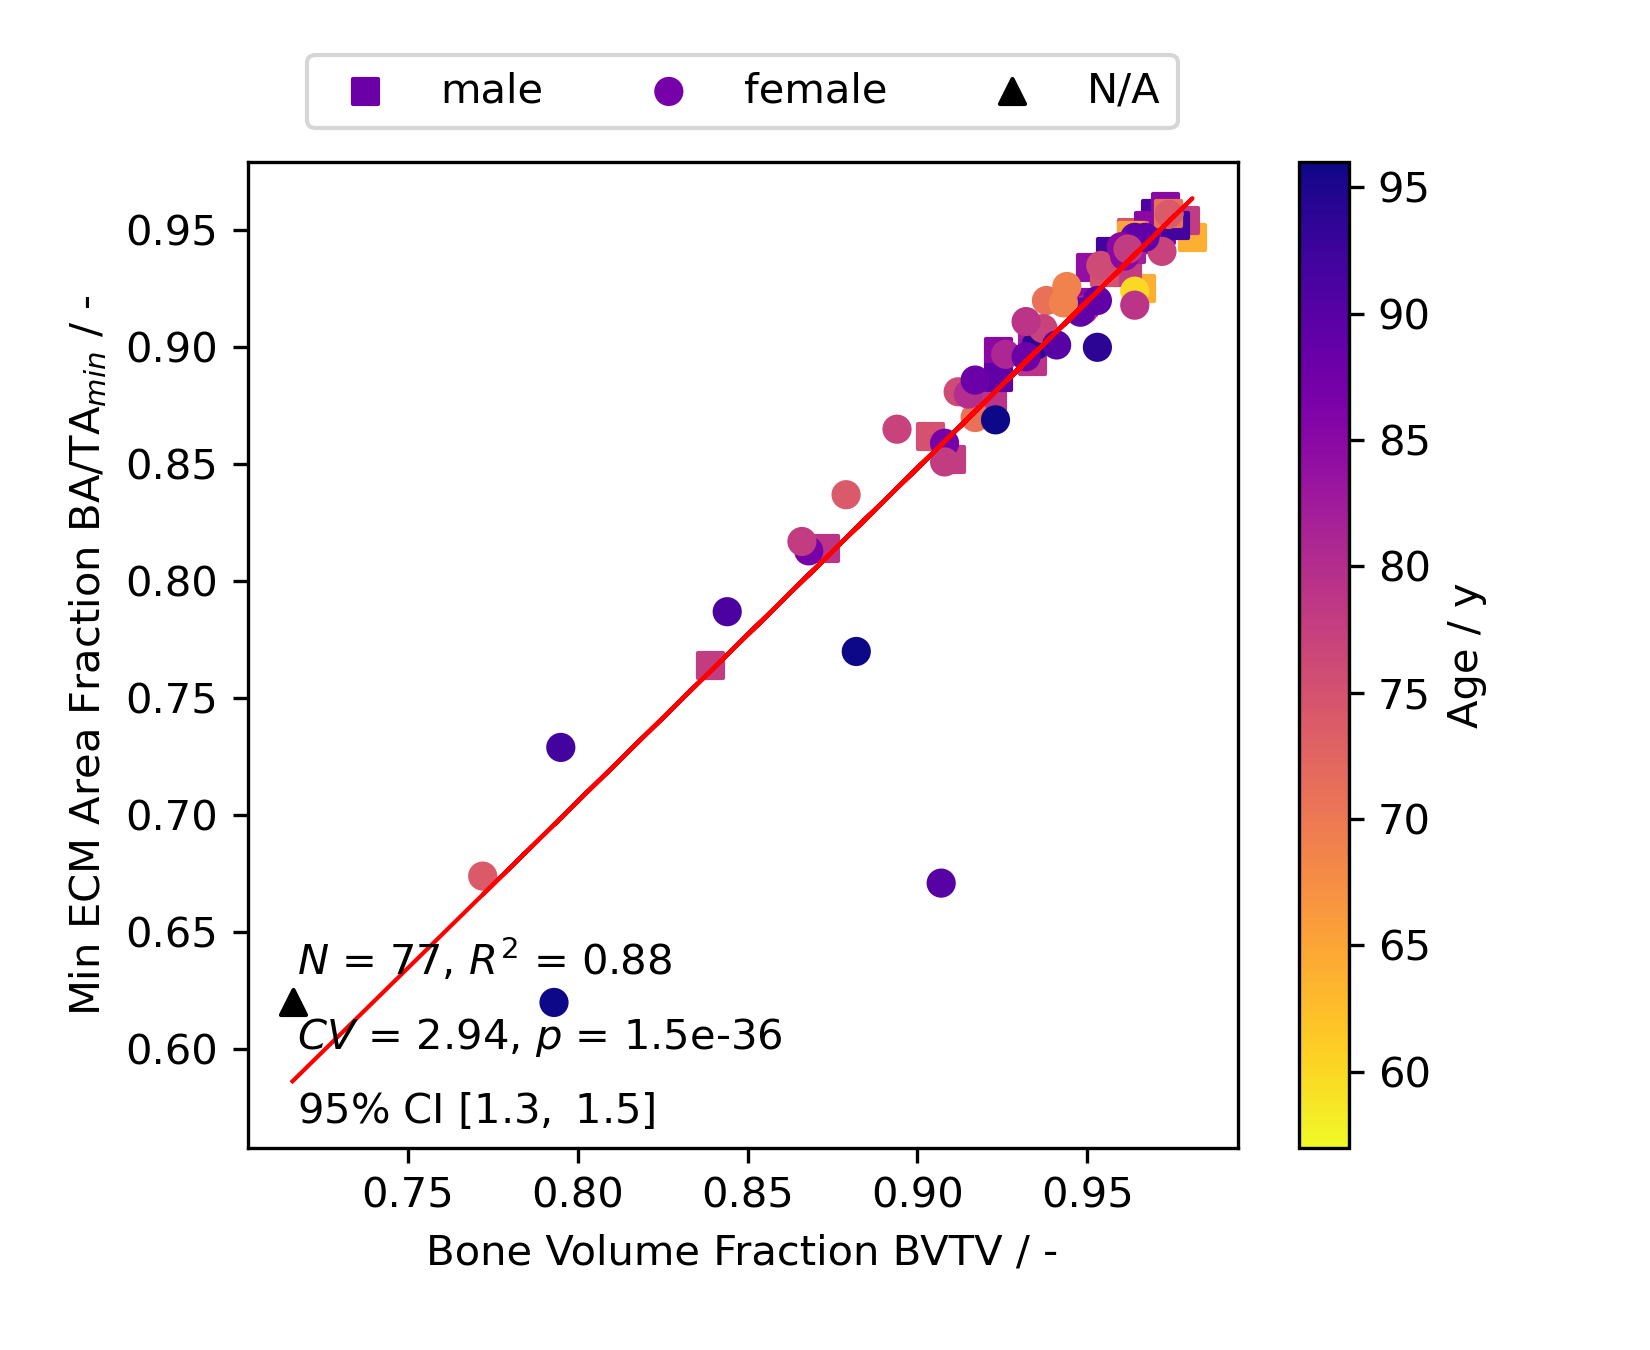 male female N/A
0.95
0.90
0.85
0.80
0.75
0.70
0.65
0.60
Min ECM Area Fraction BA/TAmin / -
N = 77, R² = 0.88
CV = 2.94, p = 1.5e-36
95% CI [1.3, 1.5]
0.75 0.80 0.85 0.90 0.95
Bone Volume Fraction BVTV / -
95
90
85
80
75
70
65
60
Age / y